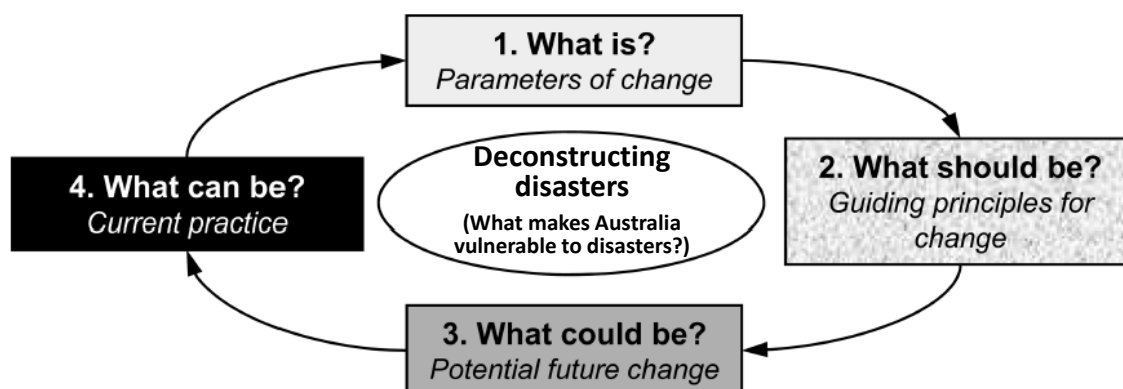 1. What is?
Parameters of change
2. What should be?
Guiding principles for
change
3. What could be?
Potential future change
4. What can be?
Current practice
Deconstructing
disasters
(What makes Australia
vulnerable to disasters?)